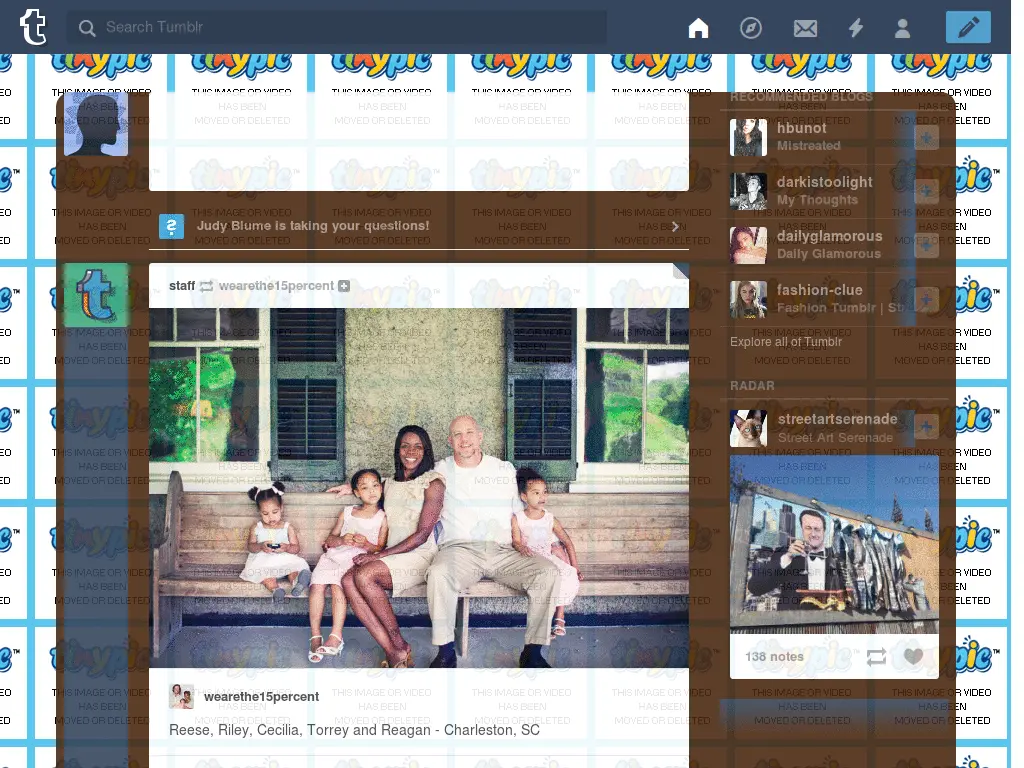 Search Tumblr
tinypic
THIS IMAGE OR VIDEO
HAS BEEN
MOVED OR DELETED
Judy Blume is taking your questions!
staff wearethe15percent
wearethe15percent
Reese, Riley, Cecilia, Torrey and Reagan - Charleston, SC
RECOMMENDED BLOGS
hbunot
Mistreated
darkistoolight
My Thoughts
dailyglamorous
Daily Glamorous
fashion-clue
Fashion Tumblr | St
Explore all of Tumblr
RADAR
streetartserenade
Street Art Serenade
138 notes